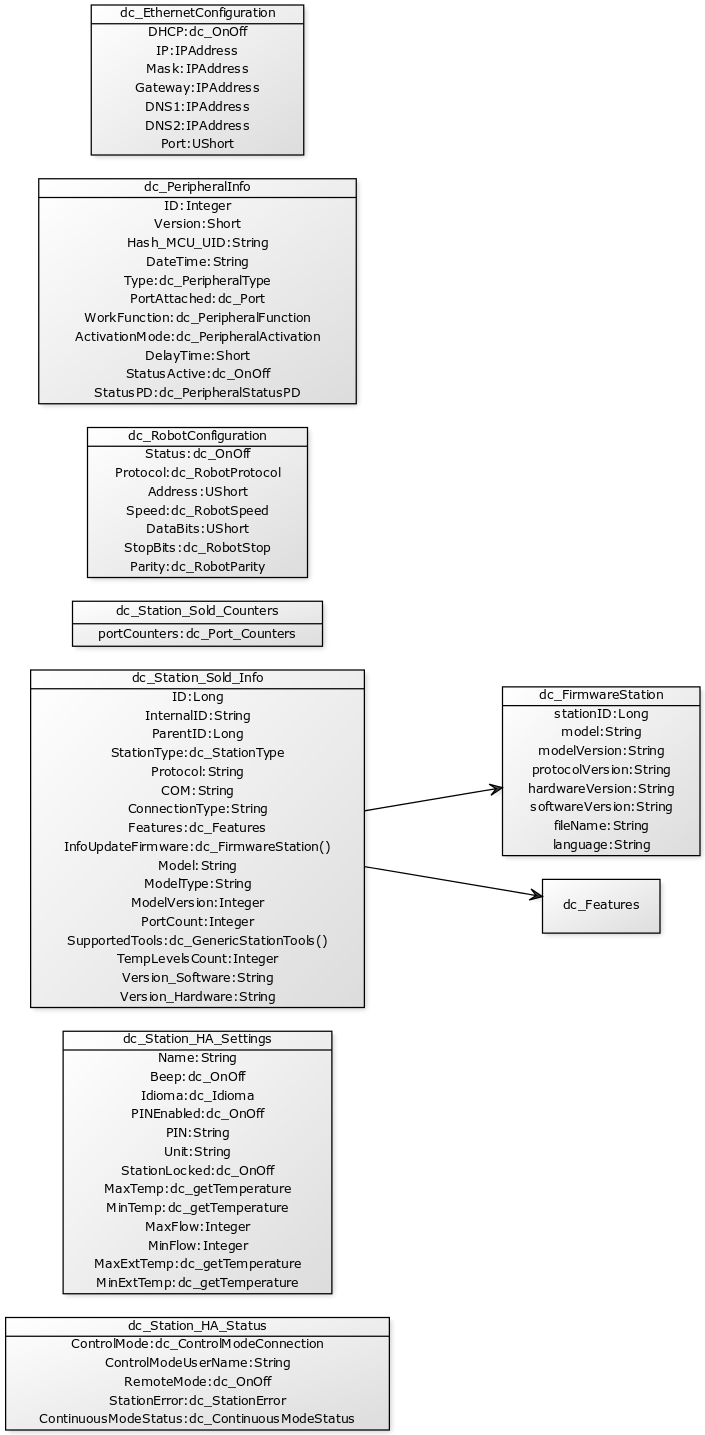 dc_EthernetConfiguration
DHCP:dc_OnOff
IP:IPAddress
Mask:IPAddress
Gateway:IPAddress
DNS1:IPAddress
DNS2:IPAddress
Port:UShort
dc_PeripheralInfo
ID:Integer
Version:Short
Hash_MCU_UID:String
DateTime:String
Type:dc_PeripheralType
PortAttached:dc_Port
WorkFunction:dc_PeripheralFunction
ActivationMode:dc_PeripheralActivation
DelayTime:Short
StatusActive:dc_OnOff
StatusPD:dc_PeripheralStatusPD
dc_RobotConfiguration
Status:dc_OnOff
Protocol:dc_RobotProtocol
Address:UShort
Speed:dc_RobotSpeed
DataBits:UShort
StopBits:dc_RobotStop
Parity:dc_RobotParity
dc_Station_Sold_Counters
portCounters:dc_Port_Counters
dc_Station_Sold_Info
ID:Long
InternalID:String
ParentID:Long
StationType:dc_StationType
Protocol:String
COM:String
ConnectionType:String
Features:dc_Features
InfoUpdateFirmware:dc_FirmwareStation()
Model:String
ModelType:String
ModelVersion:Integer
PortCount:Integer
SupportedTools:dc_GenericStationTools()
TempLevelsCount:Integer
Version_Software:String
Version_Hardware:String
dc_FirmwareStation
stationID:Long
model:String
modelVersion:String
protocolVersion:String
hardwareVersion:String
softwareVersion:String
fileName:String
language:String
dc_Features
dc_Station_HA_Settings
Name:String
Beep:dc_OnOff
Idioma:dc_Idioma
PINEnabled:dc_OnOff
PIN:String
Unit:String
StationLocked:dc_OnOff
MaxTemp:dc_getTemperature
MinTemp:dc_getTemperature
MaxFlow:Integer
MinFlow:Integer
MaxExtTemp:dc_getTemperature
MinExtTemp:dc_getTemperature
dc_Station_HA_Status
ControlMode:dc_ControlModeConnection
ControlModeUserName:String
RemoteMode:dc_OnOff
StationError:dc_StationError
ContinuousModeStatus:dc_ContinuousModeStatus